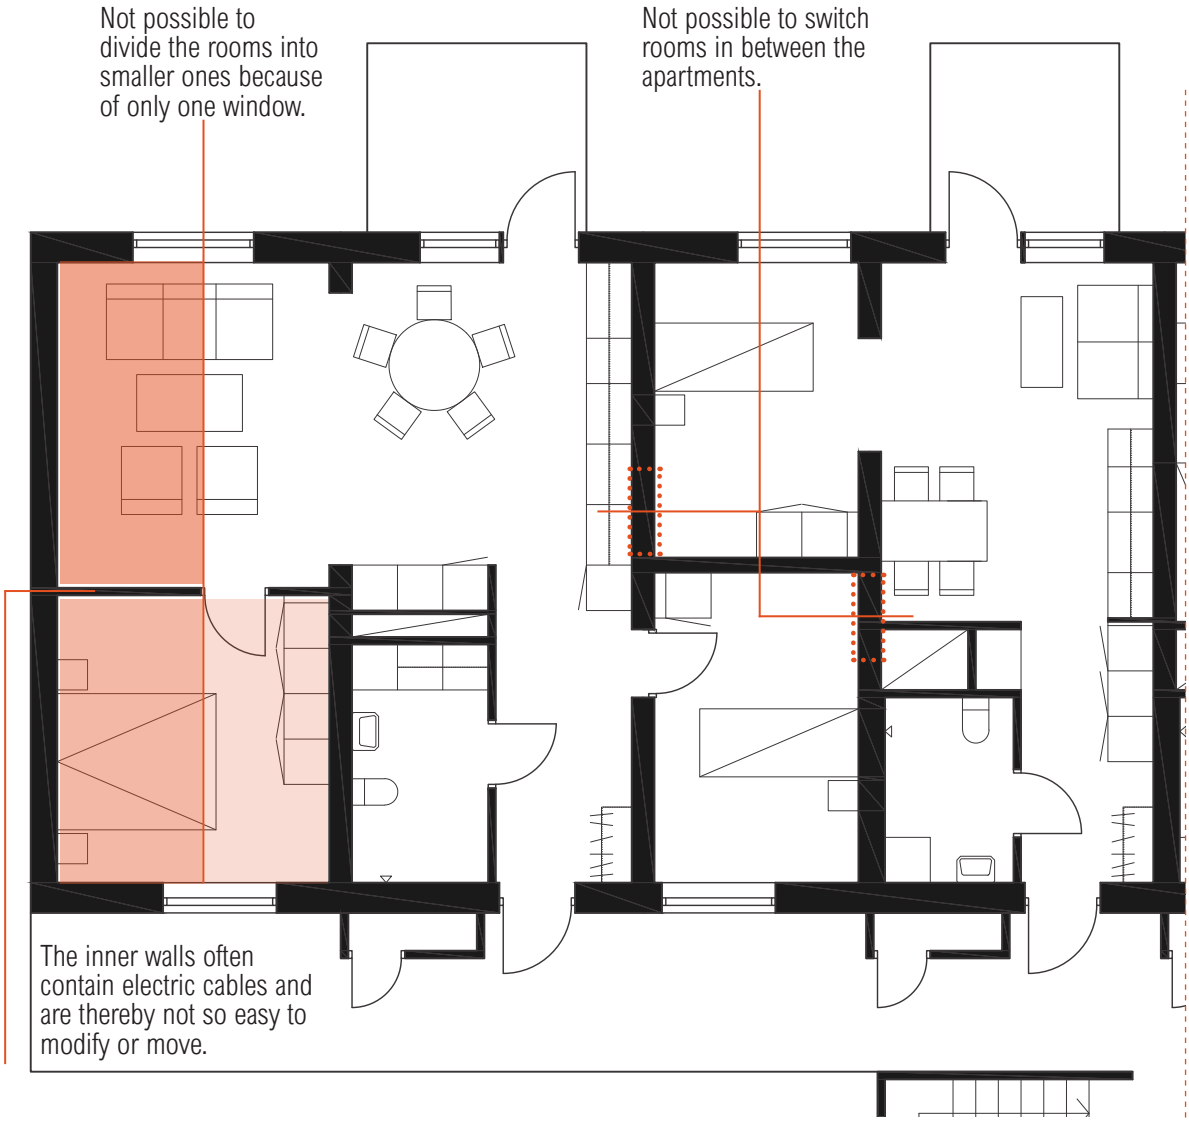 Not possible to
divide the rooms into
smaller ones because
of only one window.
Not possible to switch
rooms in between the
apartments.
The inner walls often
contain electric cables and
are thereby not so easy to
modify or move.